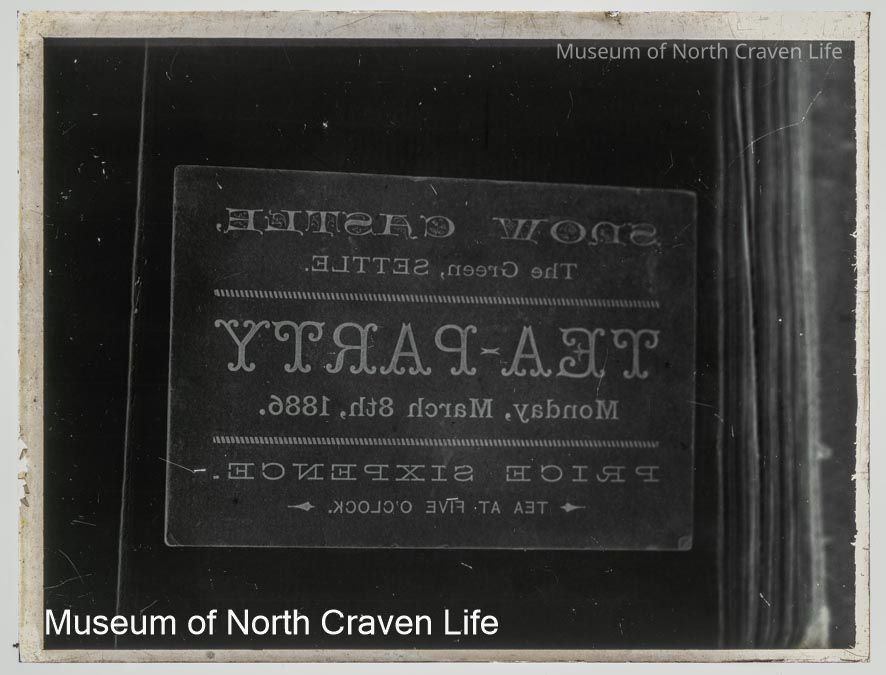 Museum of North Craven Life
SNOW CASTLE,
The Green, SETTLE.
TEA-PARTY
Monday, March 8th, 1886.
PRICE SIXPENCE.
TEA AT FIVE O'CLOCK.
Museum of North Craven Life